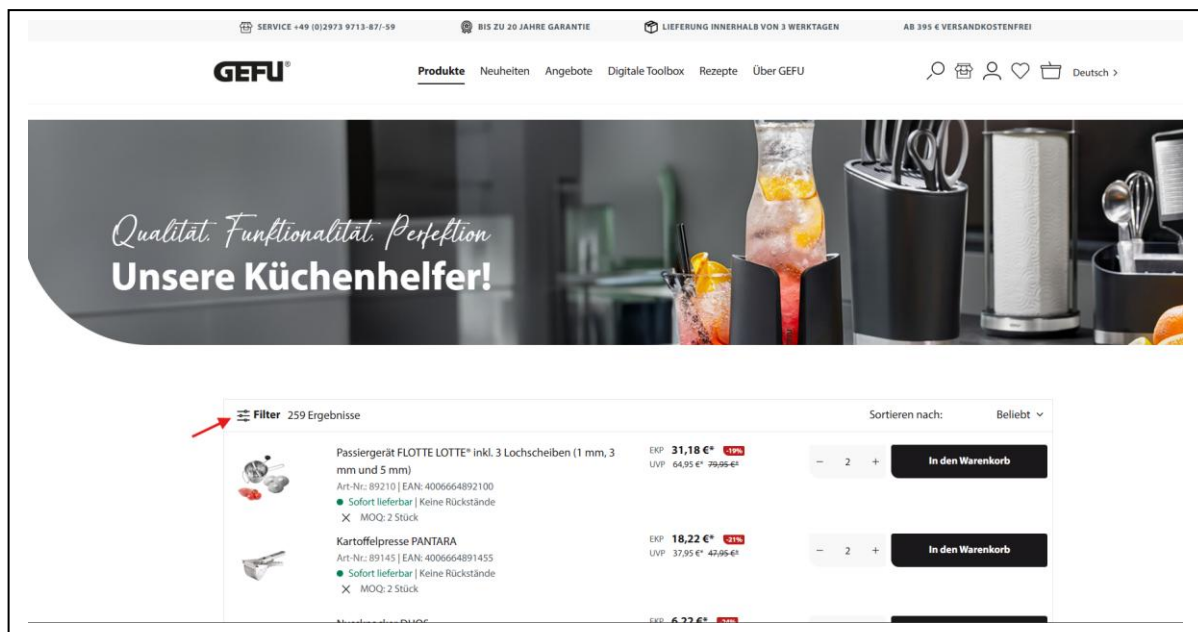 SERVICE +49 (0)2973 9713-87/-59
BIS ZU 20 JAHRE GARANTIE
LIEFERUNG INNERHALB VON 3 WERKTAGEN
AB 395 € VERSANDKOSTENFREI
GEFU®
Produkte Neuheiten Angebote Digitale Toolbox Rezepte Über GEFU
Deutsch >
Qualität. Funktionalität. Perfektion
Unsere Küchenhelfer!
Filter 259 Ergebnisse
Sortieren nach: Beliebt
Passiergerät FLOTTE LOTTE® inkl. 3 Lochscheiben (1 mm, 3
mm und 5 mm)
Art-Nr.: 89210 | EAN: 4006664892100
Sofort lieferbar | Keine Rückstände
MOQ: 2 Stück
EKP 31,18 €* -19%
UVP 64,95 €* 79,95 €*
− 2 +
In den Warenkorb
Kartoffelpresse PANTARA
Art-Nr.: 89145 | EAN: 4006664891455
Sofort lieferbar | Keine Rückstände
MOQ: 2 Stück
EKP 18,22 €* -21%
UVP 37,95 €* 47,95 €*
− 2 +
In den Warenkorb
EKP 6,22 €* -24%